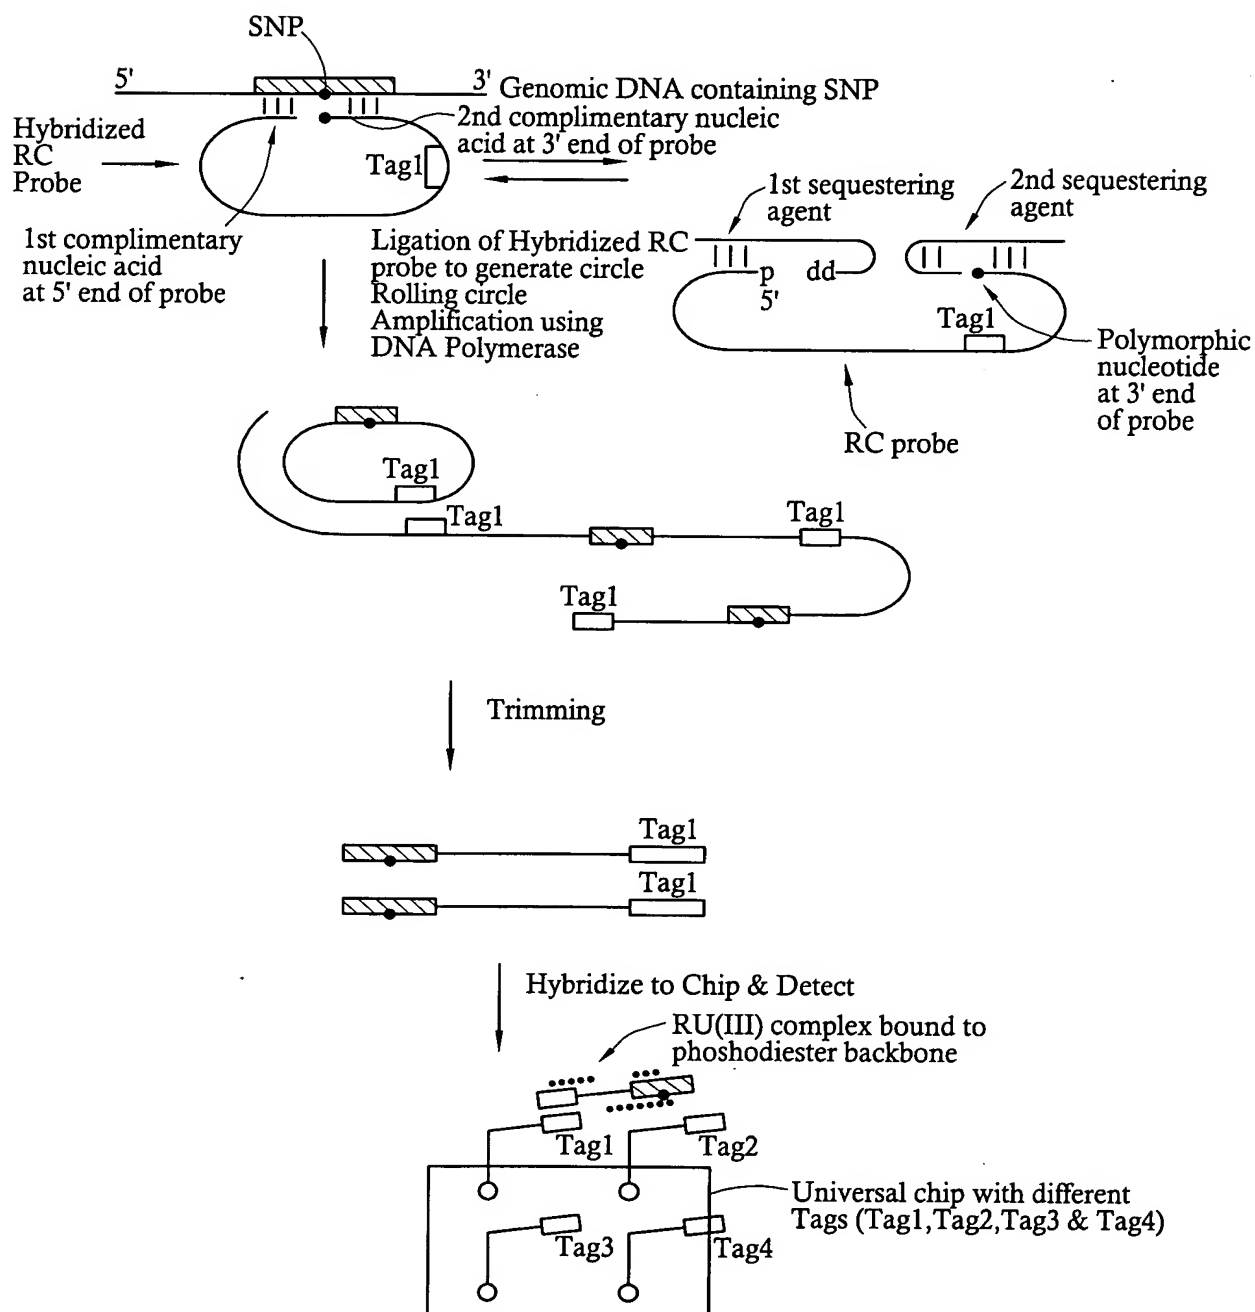 SNP
5'
3'
Genomic DNA containing SNP
2nd complimentary nucleic
acid at 3' end of probe
Hybridized
RC
Probe
Tag1
1st complimentary
nucleic acid
at 5' end of probe
1st sequestering
agent
2nd sequestering
agent
Ligation of Hybridized RC
probe to generate circle
Rolling circle
Amplification using
DNA Polymerase
p
dd
5'
Tag1
Polymorphic
nucleotide
at 3' end
of probe
RC probe
Tag1
Tag1
Tag1
Tag1
Trimming
Tag1
Tag1
Hybridize to Chip & Detect
RU(III) complex bound to
phoshodiester backbone
Tag1
Tag2
Universal chip with different
Tags (Tag1,Tag2,Tag3 & Tag4)
Tag3
Tag4